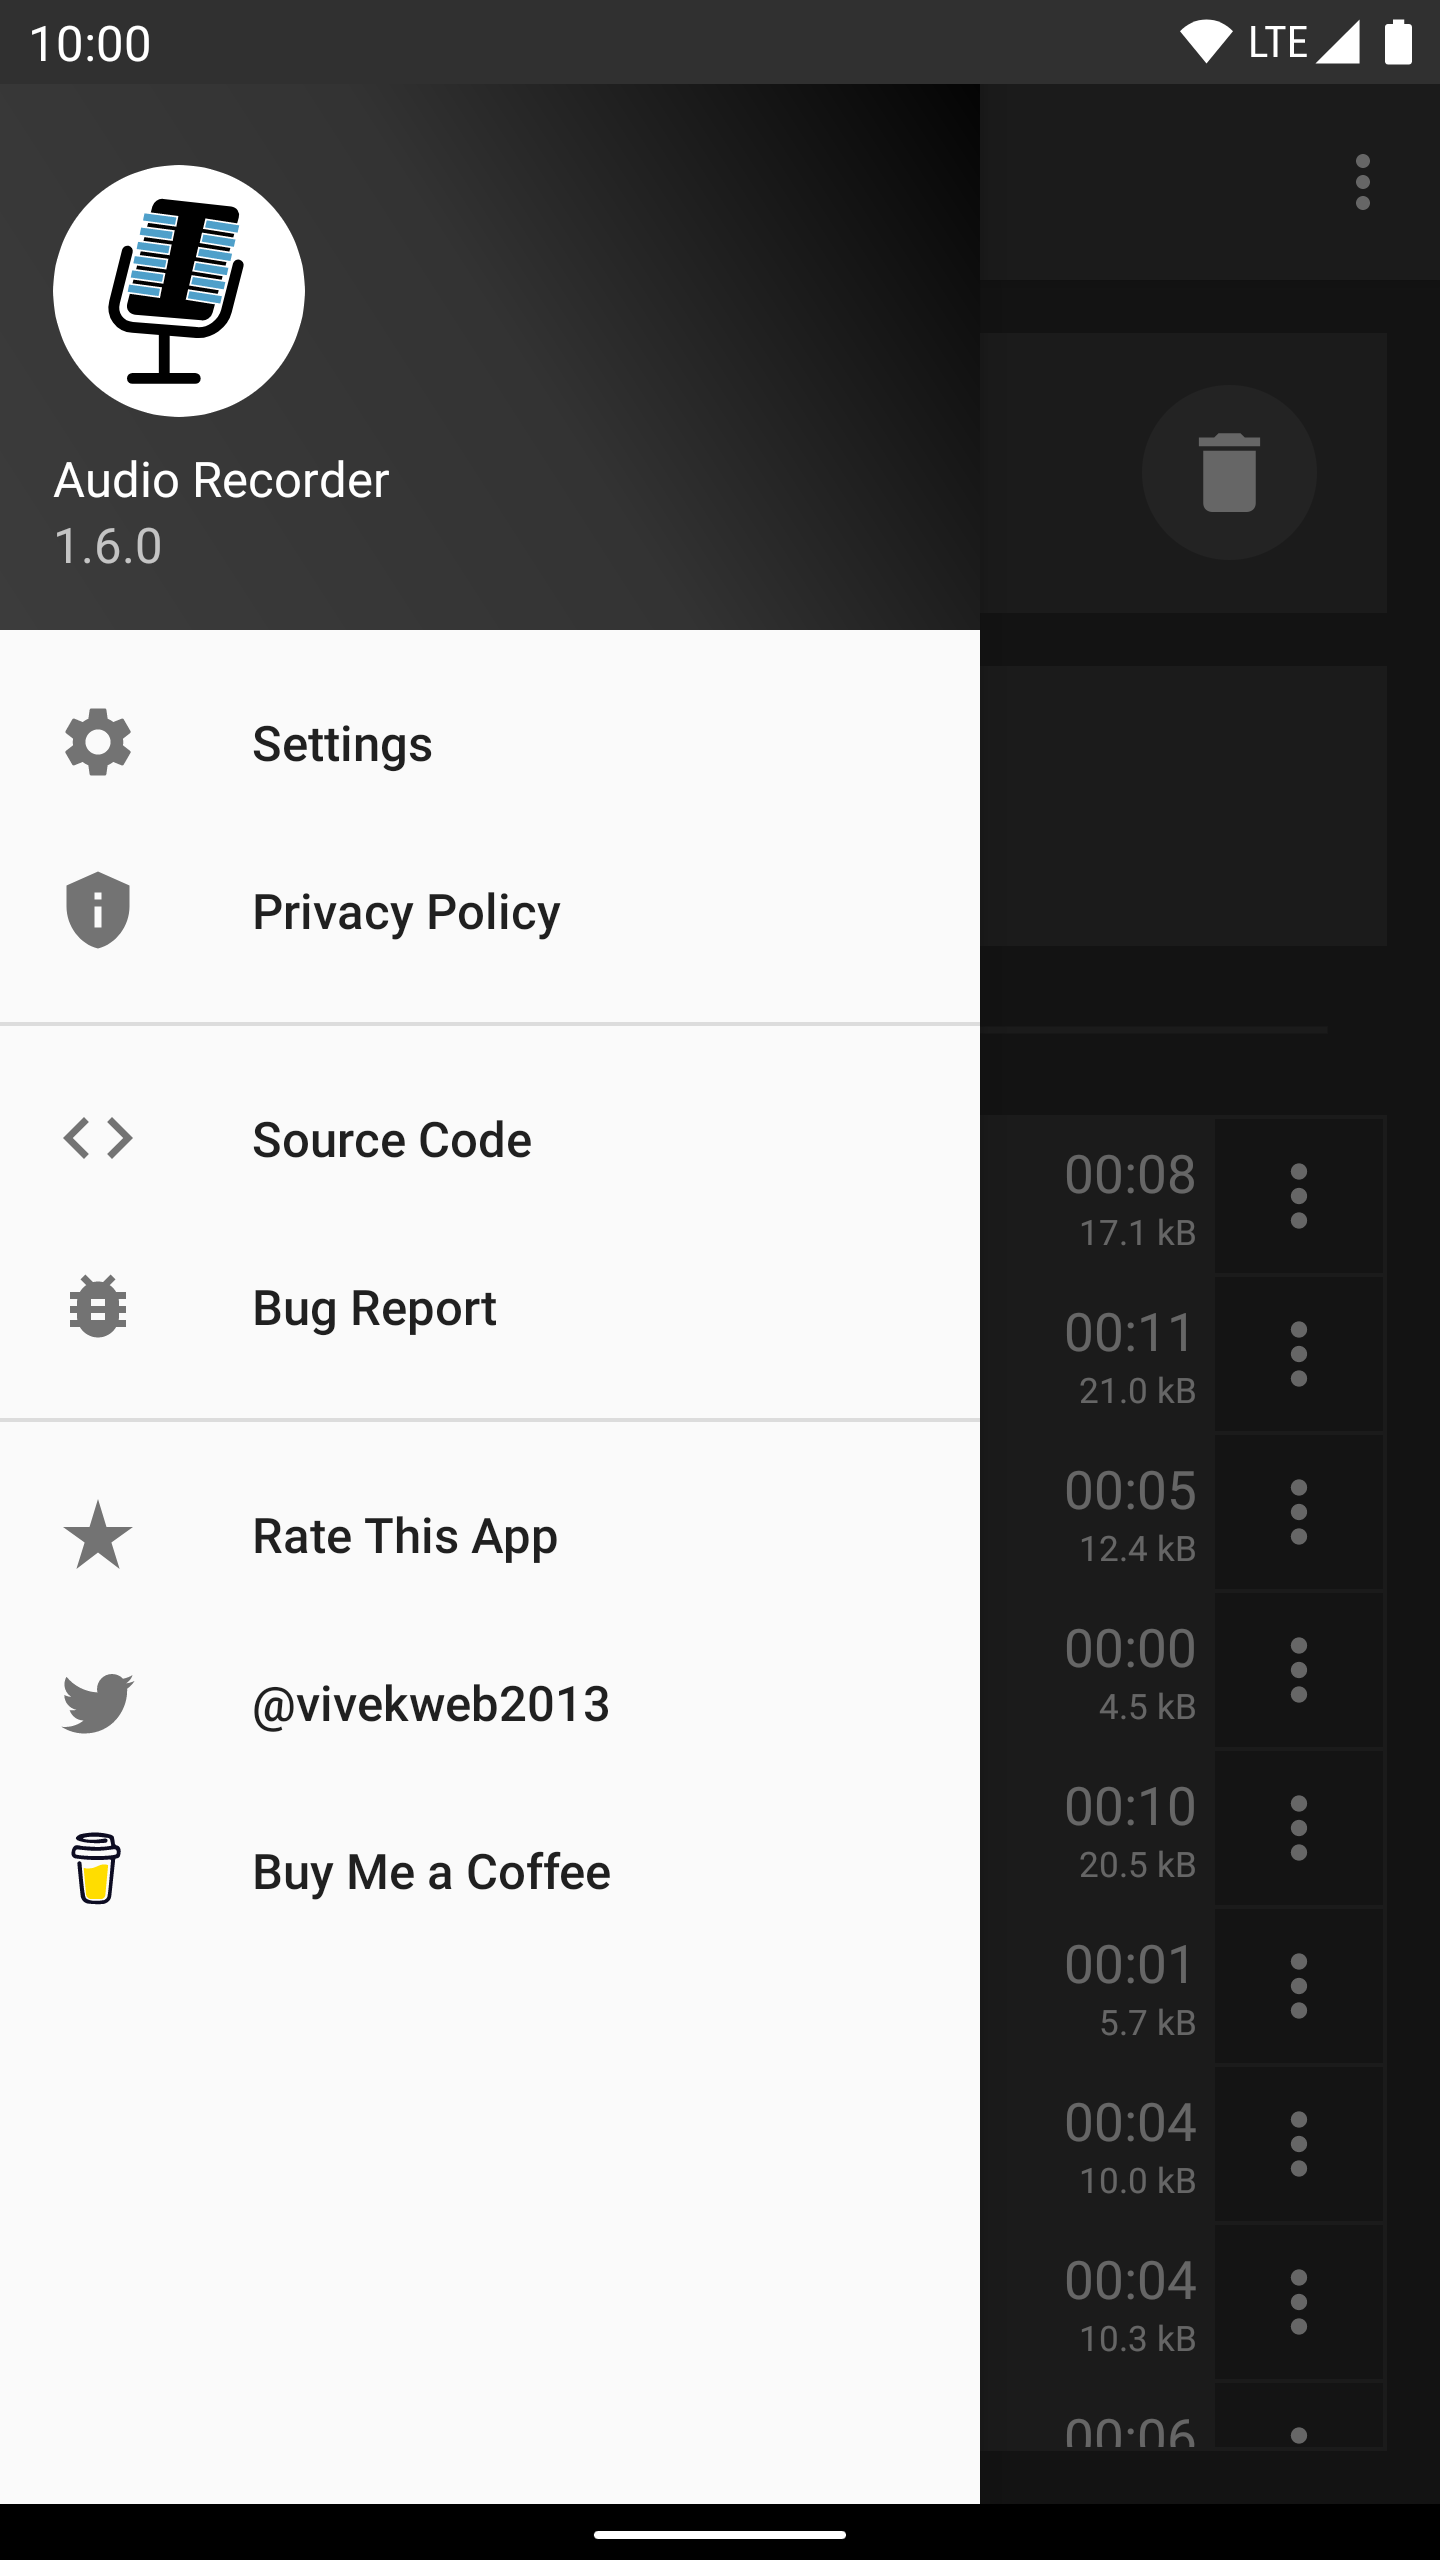 10:00
LTE
Audio Recorder
1.6.0
Settings
Privacy Policy
Source Code
Bug Report
Rate This App
@vivekweb2013
Buy Me a Coffee
00:08
17.1 kB
00:11
21.0 kB
00:05
12.4 kB
00:00
4.5 kB
00:10
20.5 kB
00:01
5.7 kB
00:04
10.0 kB
00:04
10.3 kB
00:06